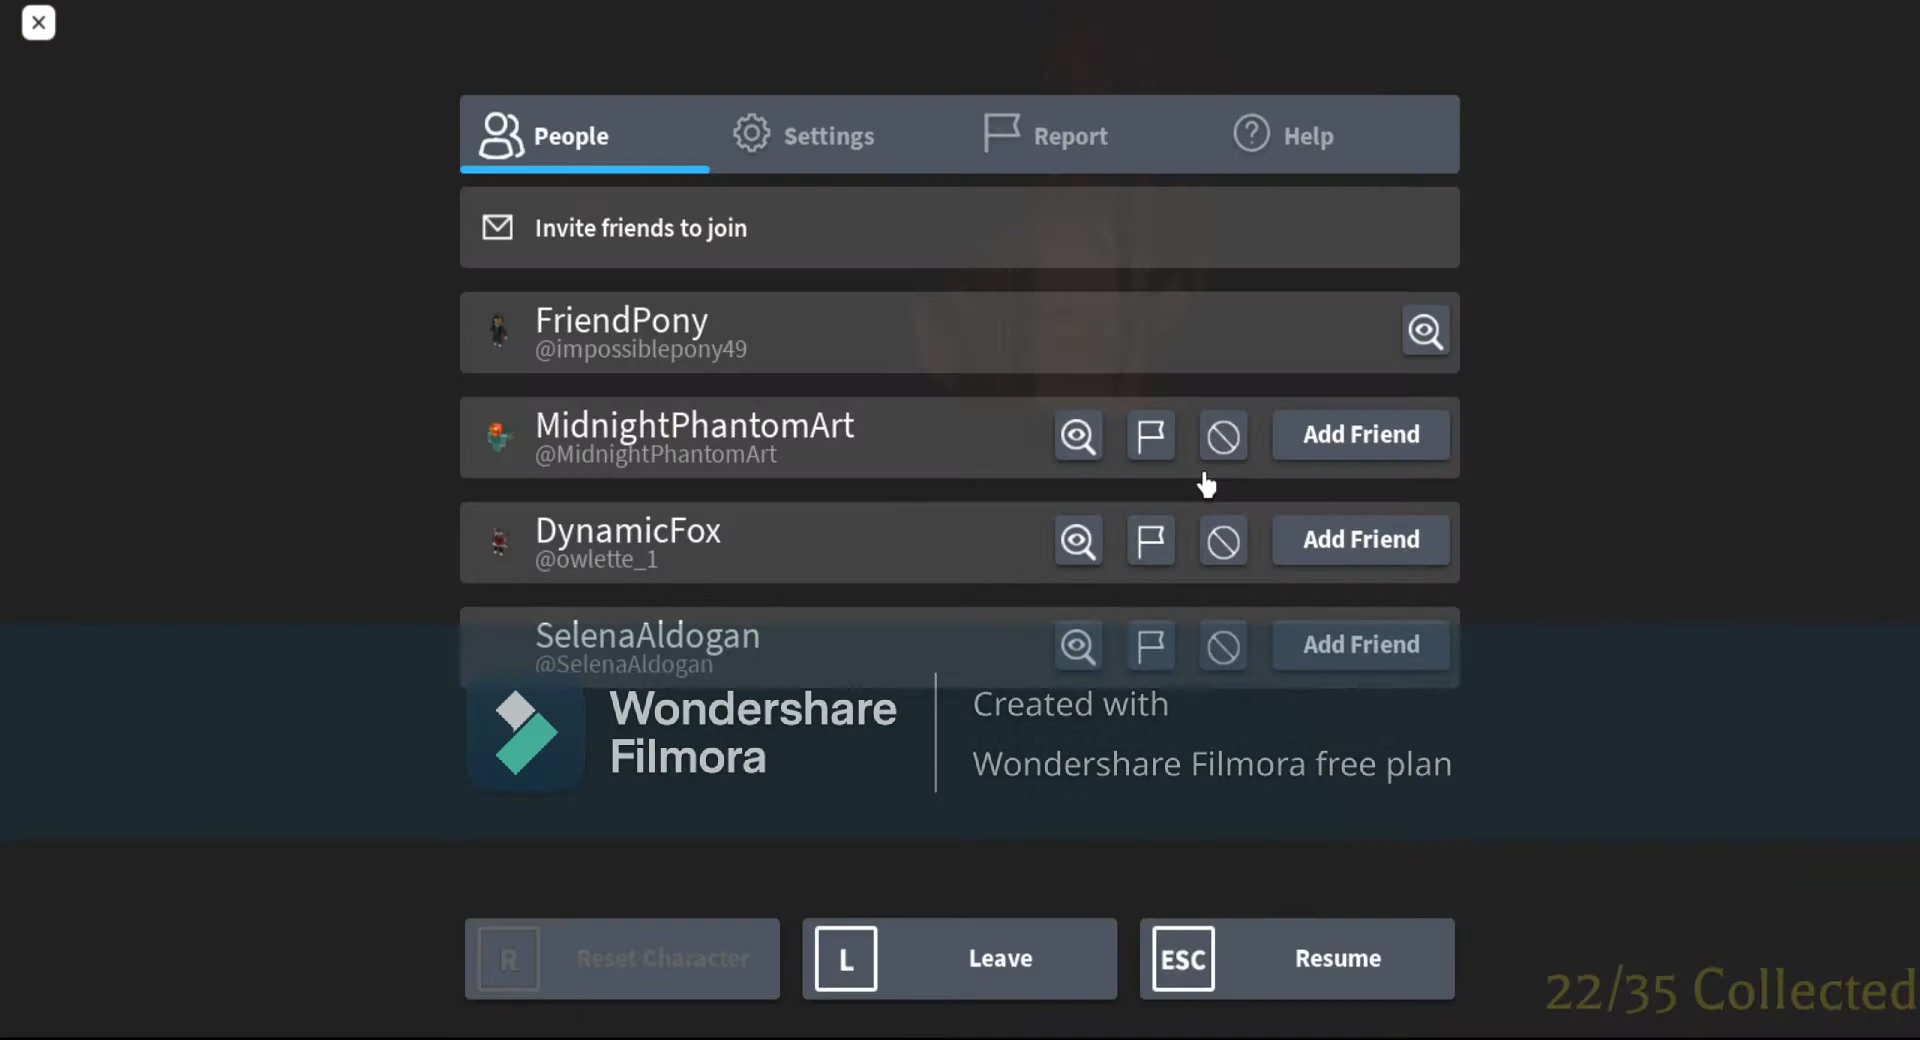 People
Settings
Report
Help
Invite friends to join
FriendPony
@impossiblepony49
MidnightPhantomArt
@MidnightPhantomArt
Add Friend
DynamicFox
@owlette_1
Add Friend
SelenaAldogan
@SelenaAldogan
Add Friend
Wondershare
Filmora
Created with
Wondershare Filmora free plan
R
Reset Character
L
Leave
ESC
Resume
22/35 Collected